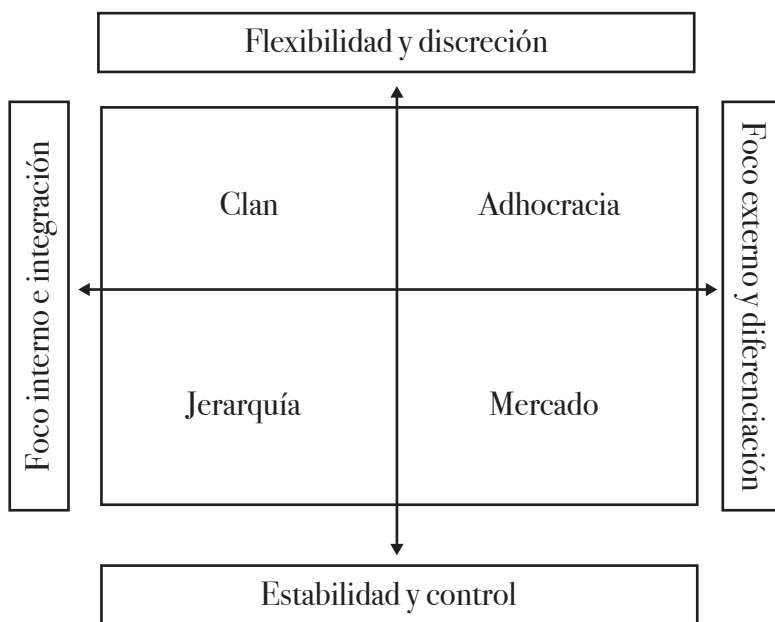 Flexibilidad y discreción
Foco interno e integración
Clan
Adhocracia
Foco externo y diferenciación
Jerarquía
Mercado
Estabilidad y control